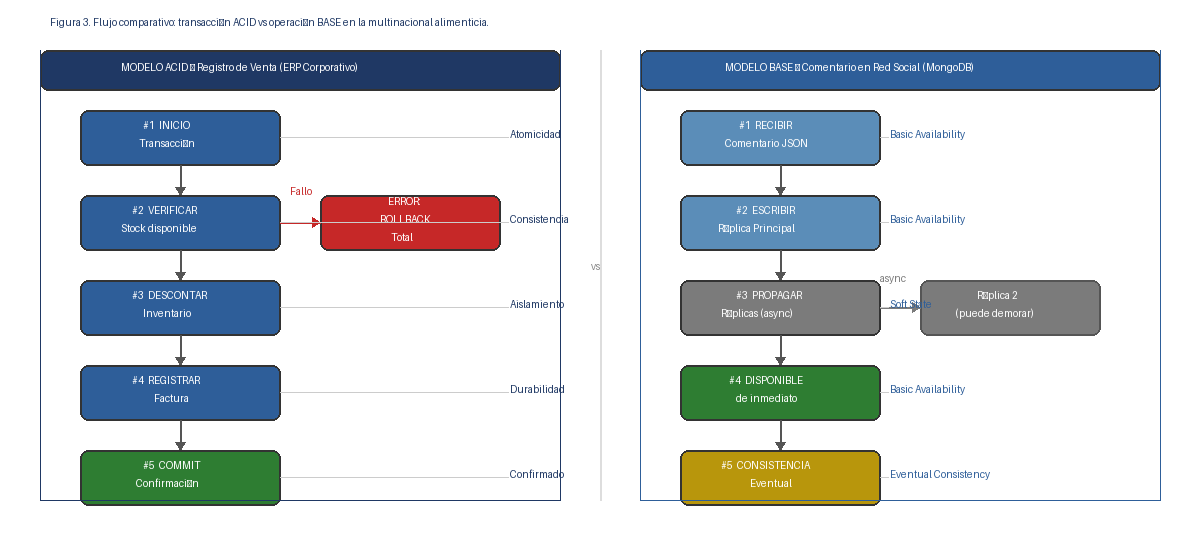 Figura 3. Flujo comparativo: transacci□n ACID vs operaci□n BASE en la multinacional alimenticia.
MODELO ACID □ Registro de Venta (ERP Corporativo)
#1 INICIO
Transacci□n
Atomicidad
Fallo
#2 VERIFICAR
Stock disponible
ERROR:
ROLLBACK
Total
Consistencia
#3 DESCONTAR
Inventario
Aislamiento
#4 REGISTRAR
Factura
Durabilidad
#5 COMMIT
Confirmaci□n
Confirmado
vs
MODELO BASE □ Comentario en Red Social (MongoDB)
#1 RECIBIR
Comentario JSON
Basic Availability
#2 ESCRIBIR
R□plica Principal
Basic Availability
async
#3 PROPAGAR
R□plicas (async)
Soft State
R□plica 2
(puede demorar)
#4 DISPONIBLE
de inmediato
Basic Availability
#5 CONSISTENCIA
Eventual
Eventual Consistency